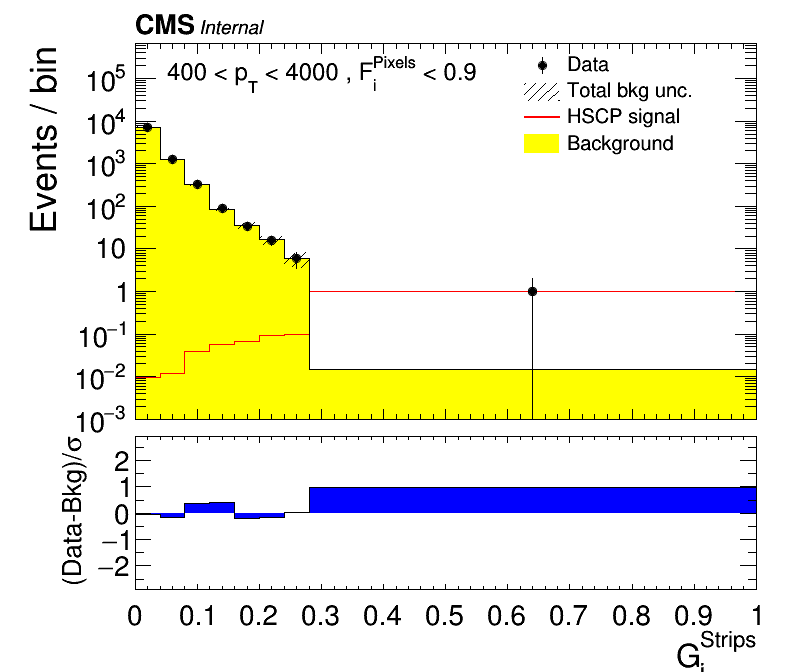 CMS Internal
400 < p_T < 4000 , F_i^Pixels < 0.9
Data
Total bkg unc.
HSCP signal
Background
Events / bin
10^5
10^4
10^3
10^2
10
1
10^−1
10^−2
10^−3
(Data-Bkg)/σ
2
1
0
−1
−2
0 0.1 0.2 0.3 0.4 0.5 0.6 0.7 0.8 0.9 1
G_i^Strips